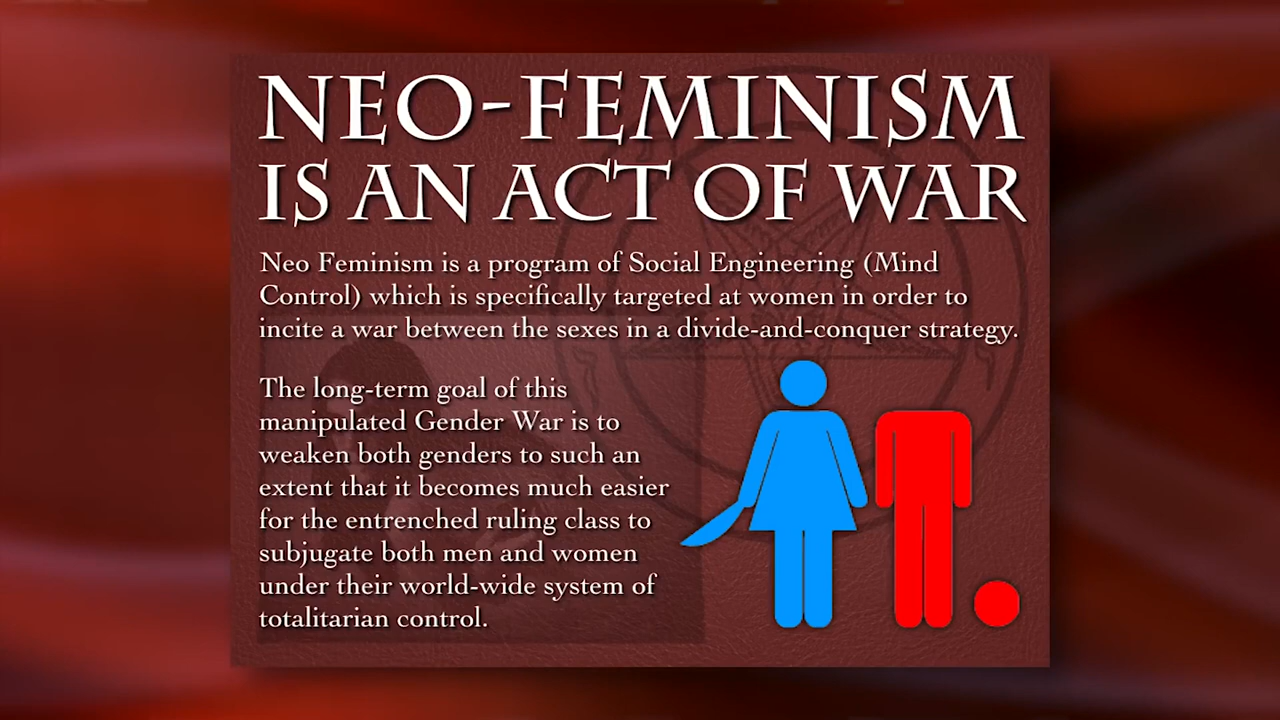 NEO-FEMINISM
IS AN ACT OF WAR
Neo Feminism is a program of Social Engineering (Mind
Control) which is specifically targeted at women in order to
incite a war between the sexes in a divide-and-conquer strategy.
The long-term goal of this
manipulated Gender War is to
weaken both genders to such an
extent that it becomes much easier
for the entrenched ruling class to
subjugate both men and women
under their world-wide system of
totalitarian control.